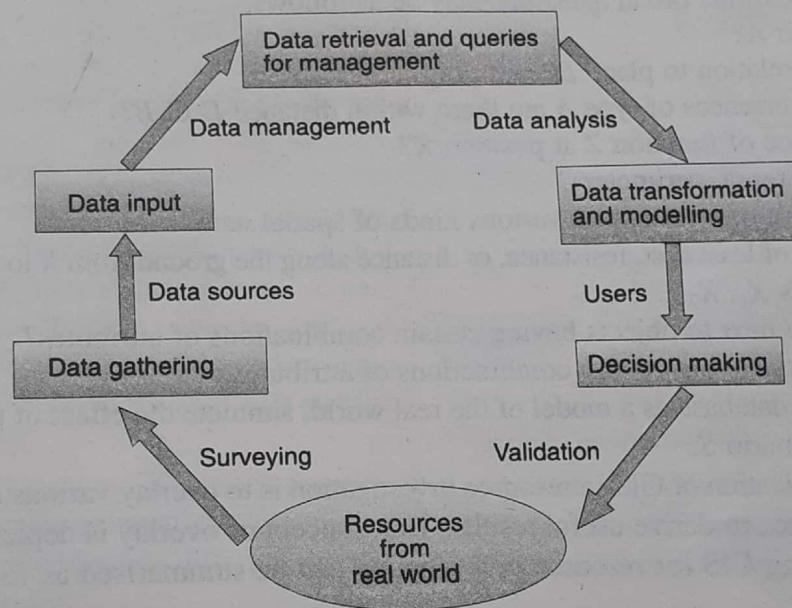 Data retrieval and queries
for management
Data management
Data analysis
Data input
Data transformation
and modelling
Data sources
Users
Data gathering
Decision making
Surveying
Validation
Resources
from
real world